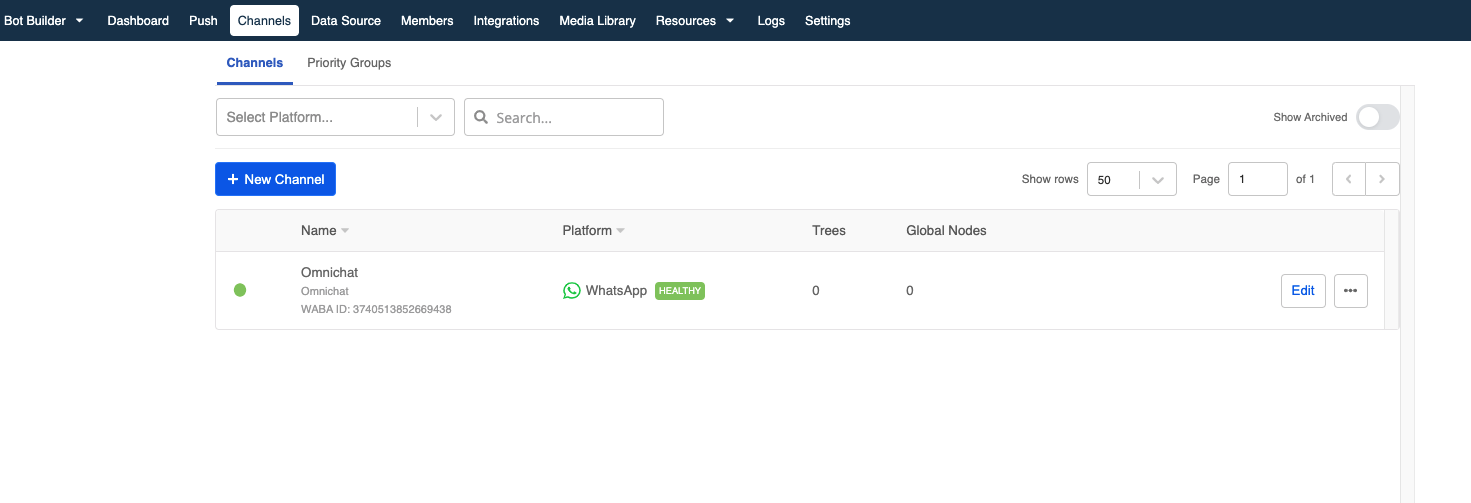 Bot Builder Dashboard Push Channels Data Source Members Integrations Media Library Resources Logs Settings
Channels Priority Groups
Select Platform... Search... Show Archived
+ New Channel Show rows 50 Page 1 of 1
Name Platform Trees Global Nodes
Omnichat
Omnichat
WABA ID: 3740513852669438
WhatsApp HEALTHY 0 0 Edit •••